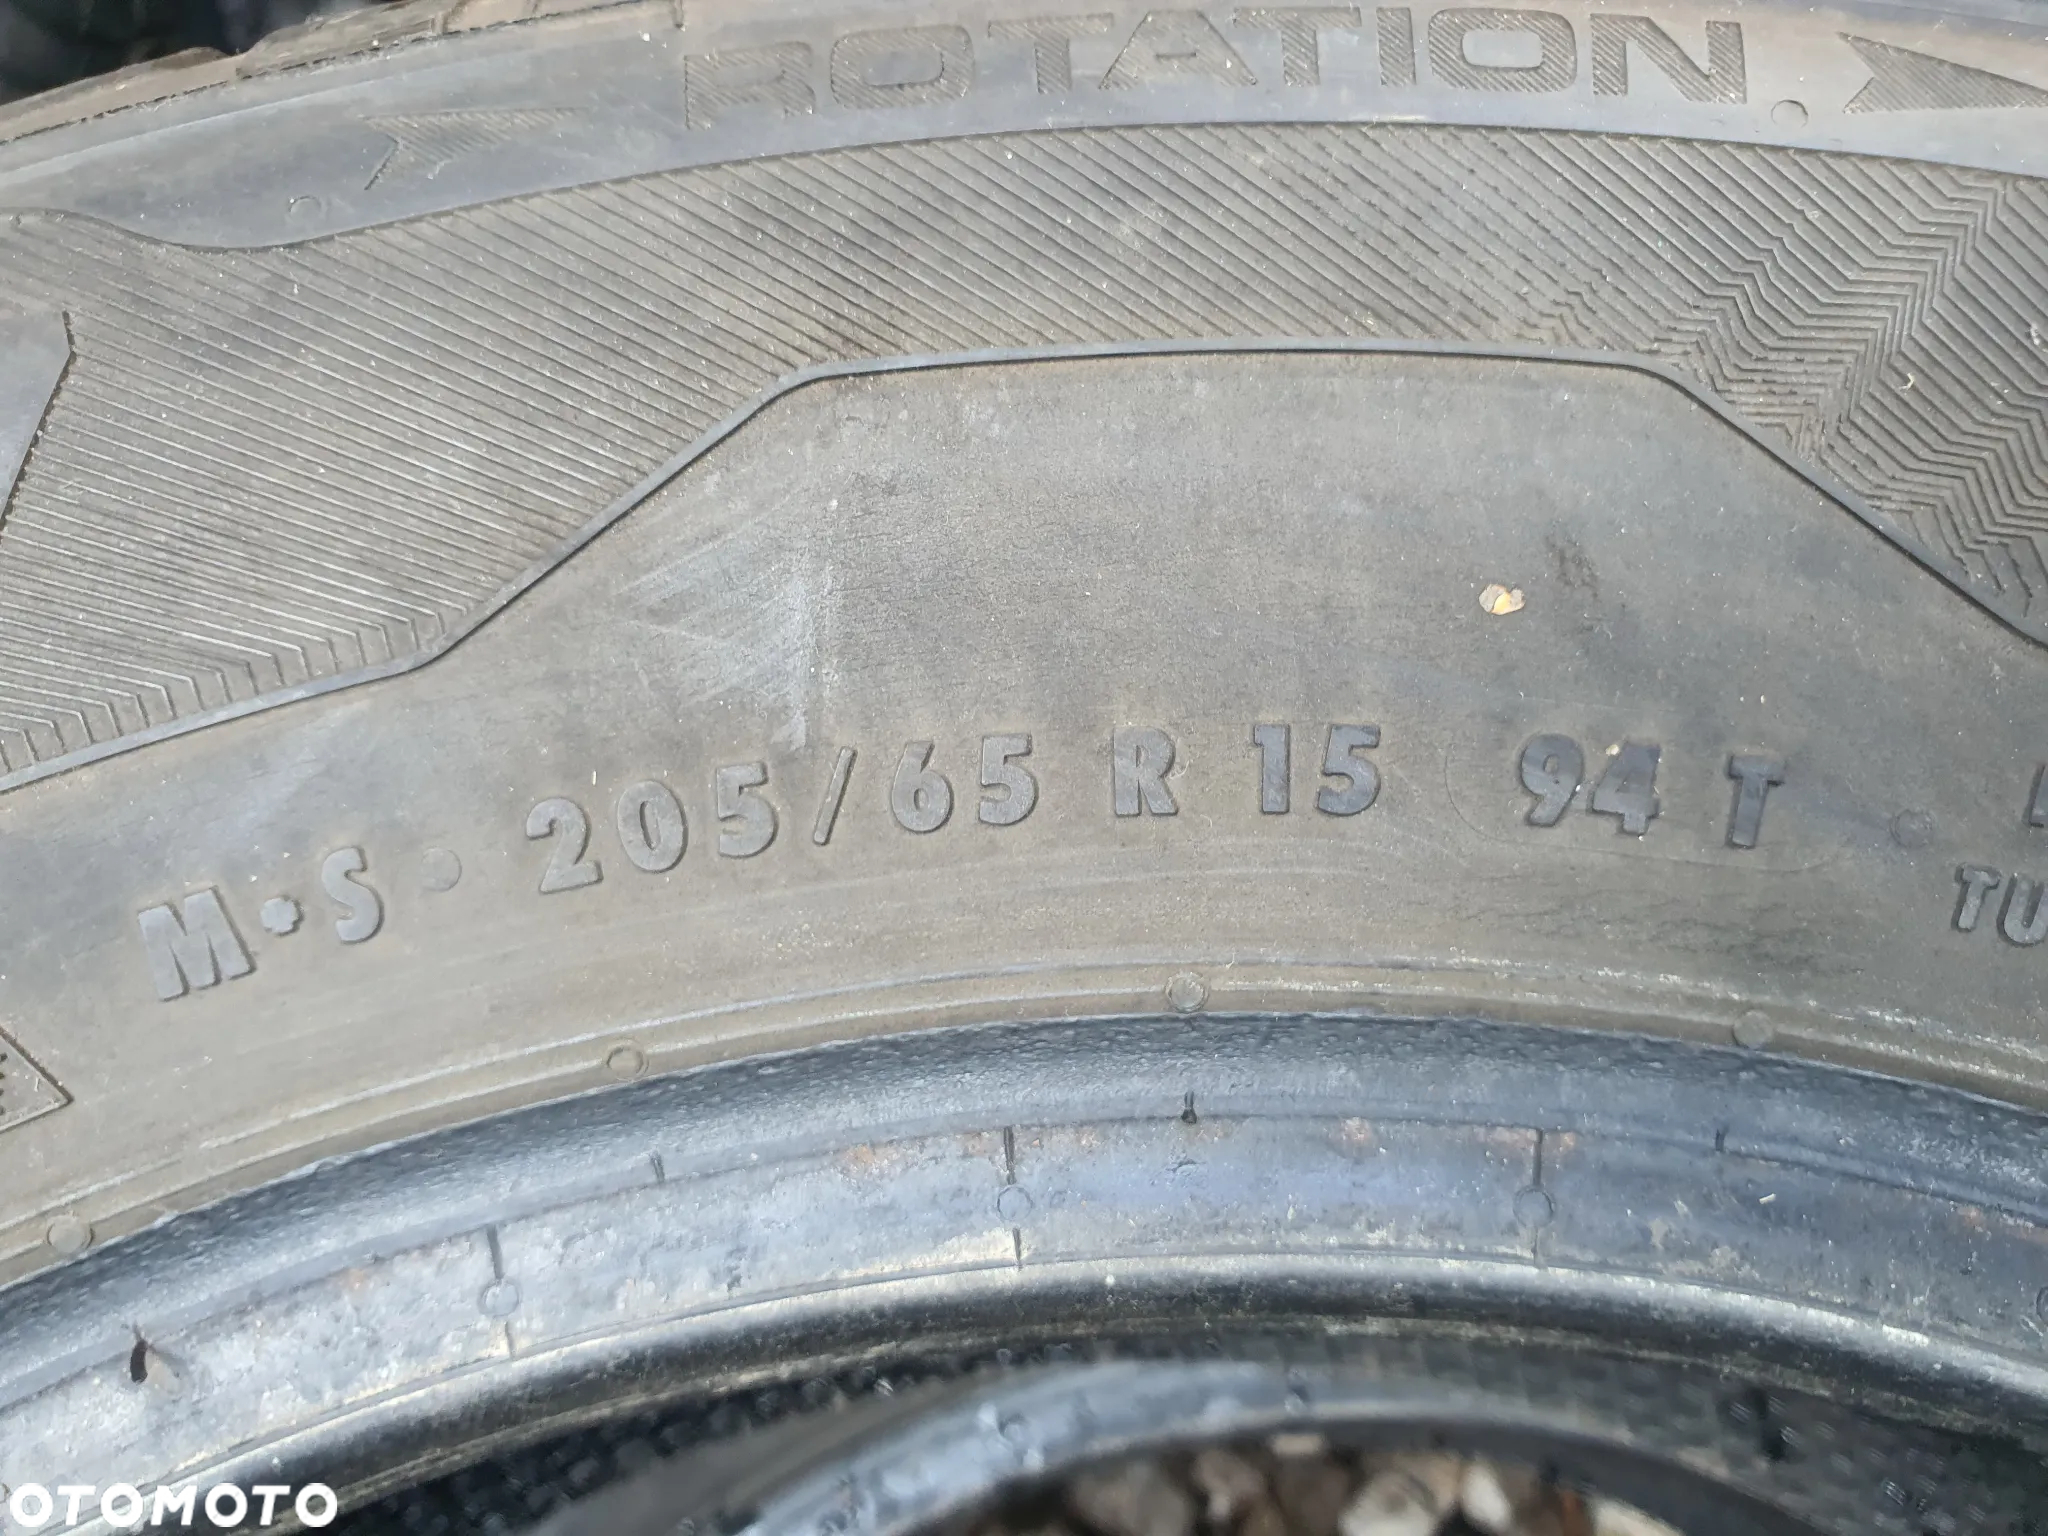 ROTATION
M+S 205/65 R 15 94 T
TU
OTOMOTO